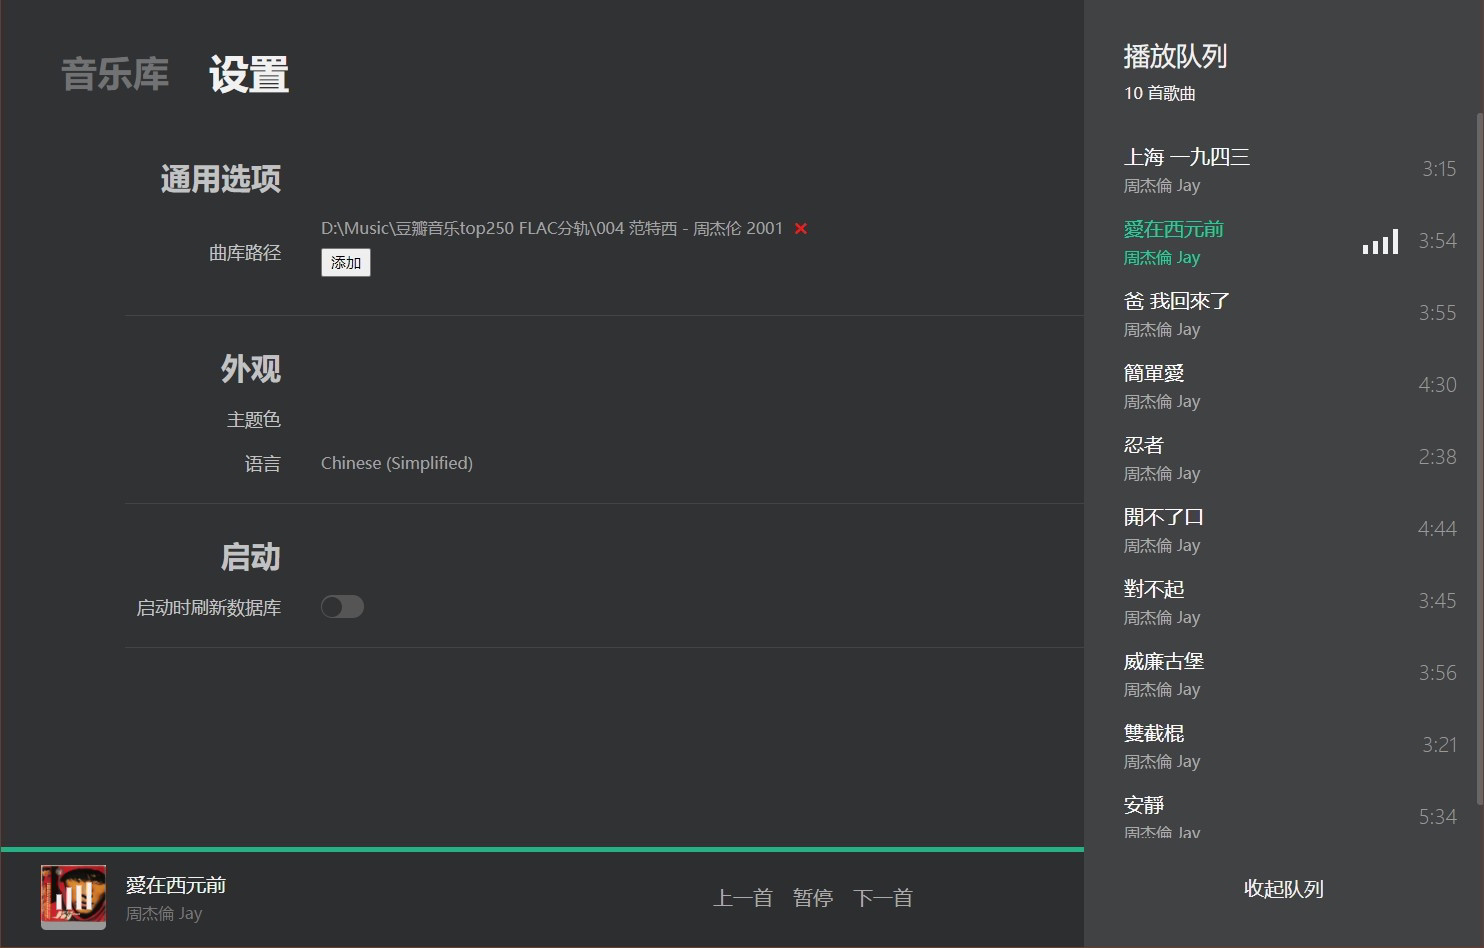 音乐库 设置
通用选项
曲库路径
D:\Music\豆瓣音乐top250 FLAC分轨\004 范特西 - 周杰伦 2001
添加
外观
主题色
语言 Chinese (Simplified)
启动
启动时刷新数据库
愛在西元前
周杰倫 Jay
上一首 暂停 下一首
播放队列
10 首歌曲
上海 一九四三
周杰倫 Jay
3:15
愛在西元前
周杰倫 Jay
3:54
爸 我回來了
周杰倫 Jay
3:55
簡單愛
周杰倫 Jay
4:30
忍者
周杰倫 Jay
2:38
開不了口
周杰倫 Jay
4:44
對不起
周杰倫 Jay
3:45
威廉古堡
周杰倫 Jay
3:56
雙截棍
周杰倫 Jay
3:21
安靜
周杰倫 Jay
5:34
收起队列